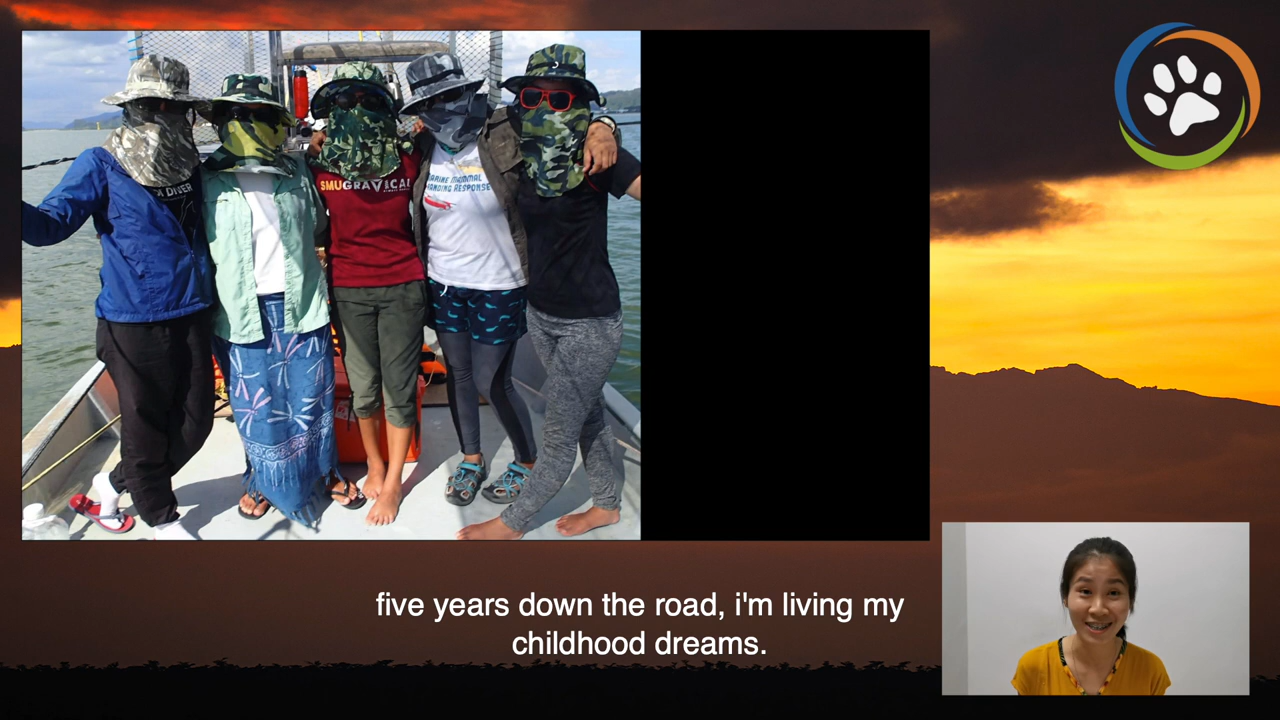 X DIVER
SMUGRAVICAL
MARINE MAMMAL
STRANDING RESPONSE
five years down the road, i'm living my
childhood dreams.